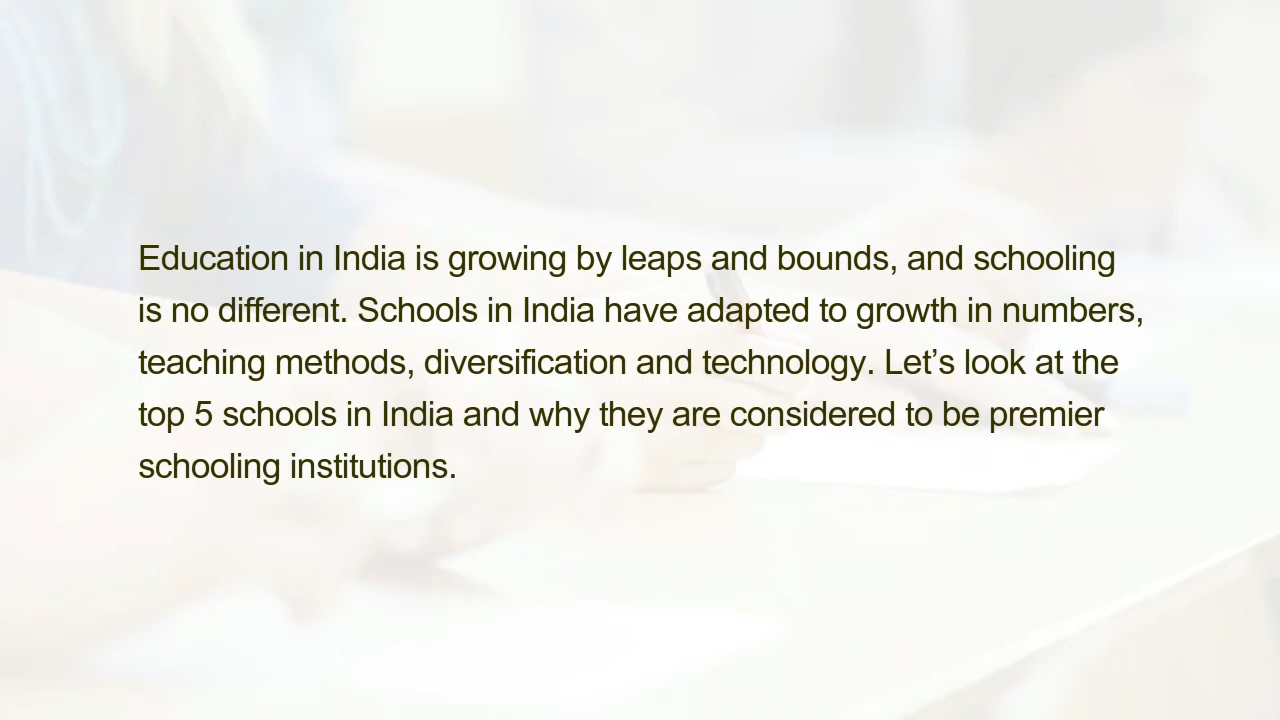 Education in India is growing by leaps and bounds, and schooling
is no different. Schools in India have adapted to growth in numbers,
teaching methods, diversification and technology. Let’s look at the
top 5 schools in India and why they are considered to be premier
schooling institutions.